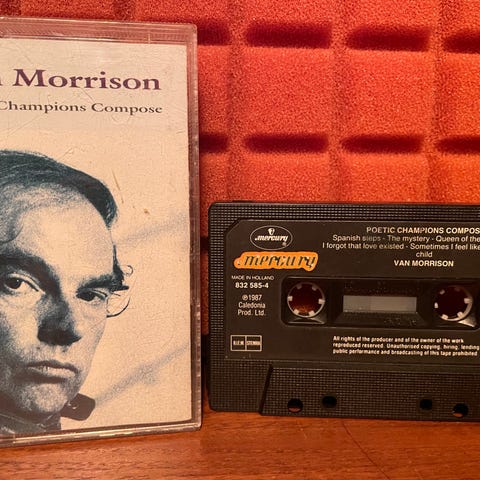 n Morrison
Champions Compose
mercury
mercury
MADE IN HOLLAND
832 585-4
℗1987
Caledonia
Prod. Ltd.
STEMRA
POETIC CHAMPIONS COMPOS
Spanish steps - The mystery - Queen of the
I forgot that love existed - Sometimes I feel like
child
VAN MORRISON
All rights of the producer and of the owner of the work
reproduced reserved. Unauthorised copying, hiring, lending
public performance and broadcasting of this tape prohibited